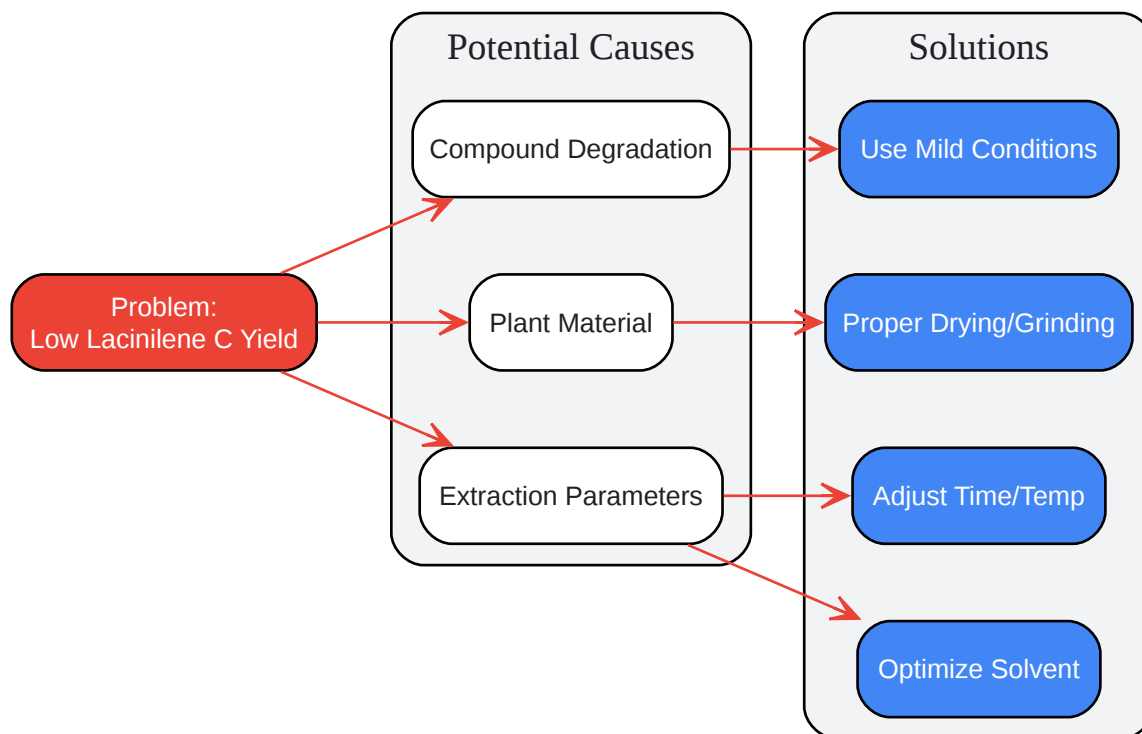 Potential Causes
Solutions
Compound Degradation
Use Mild Conditions
Problem:
Low Lacinilene C Yield
Plant Material
Proper Drying/Grinding
Extraction Parameters
Adjust Time/Temp
Optimize Solvent